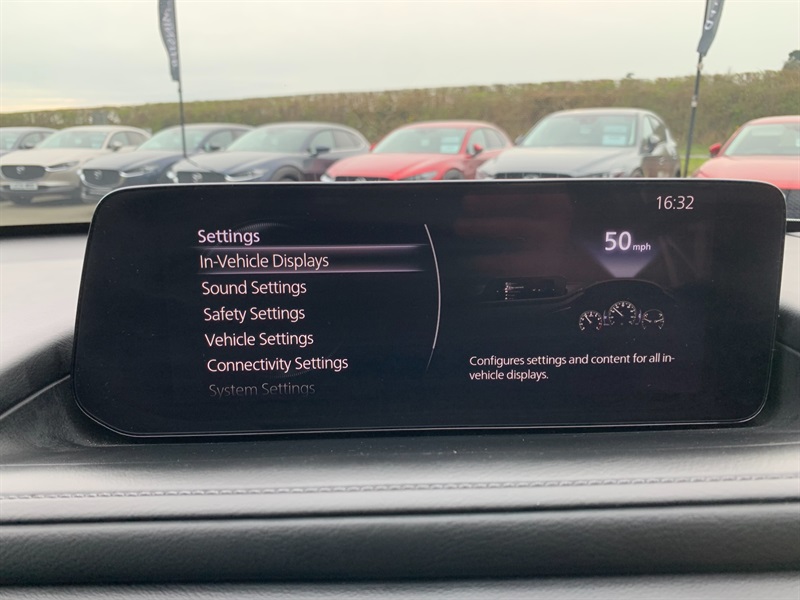 16:32
Settings
In-Vehicle Displays
Sound Settings
Safety Settings
Vehicle Settings
Connectivity Settings
System Settings
50 mph
Configures settings and content for all in-
vehicle displays.